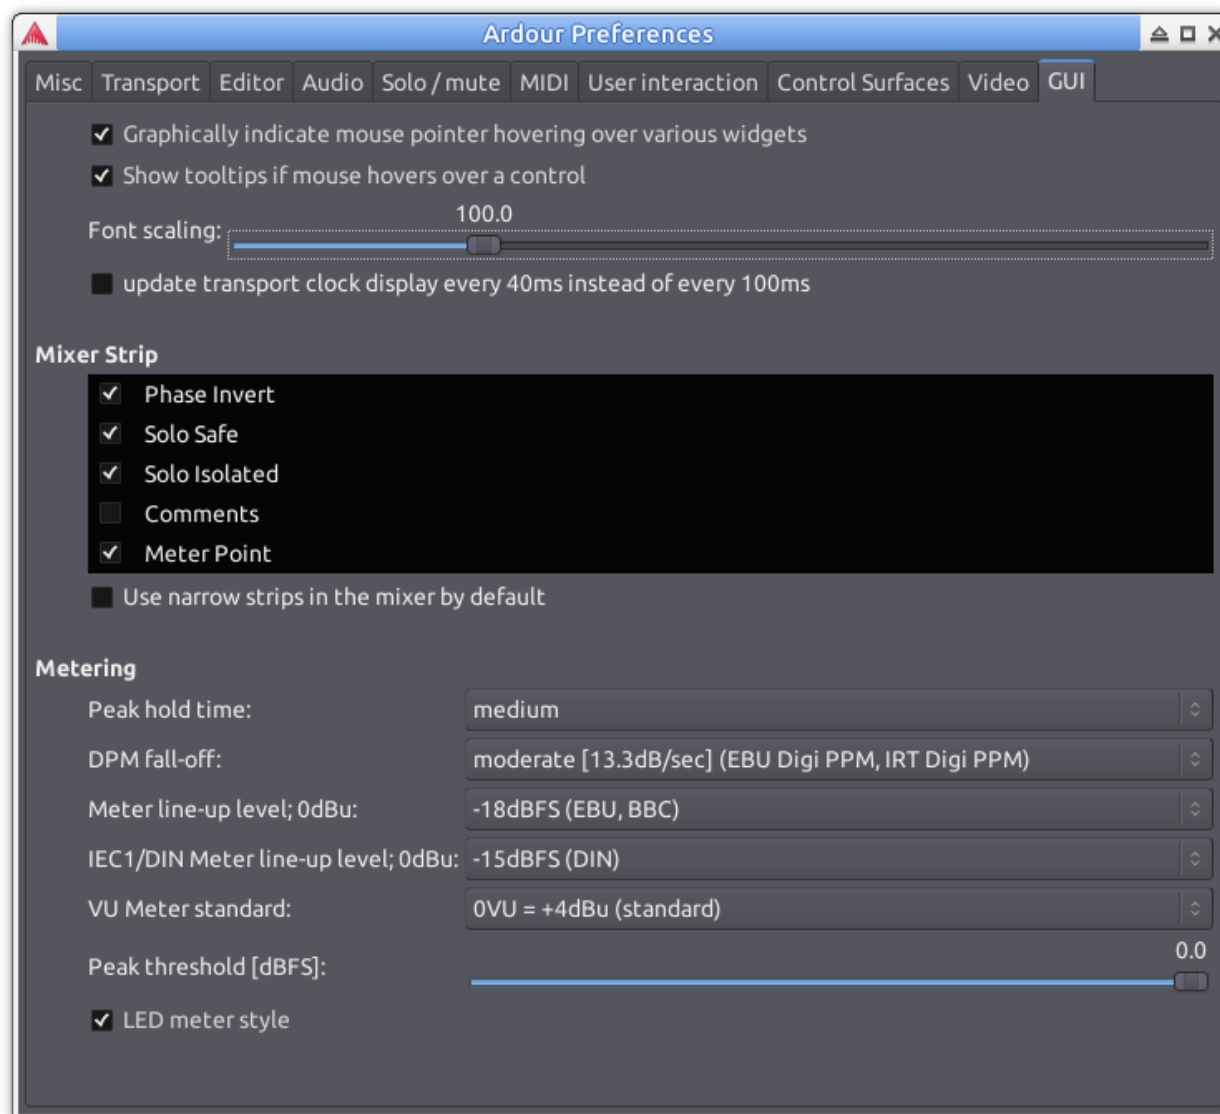 Ardour Preferences
Misc Transport Editor Audio Solo / mute MIDI User interaction Control Surfaces Video GUI
Graphically indicate mouse pointer hovering over various widgets
Show tooltips if mouse hovers over a control
100.0
Font scaling:
update transport clock display every 40ms instead of every 100ms
Mixer Strip
Phase Invert
Solo Safe
Solo Isolated
Comments
Meter Point
Use narrow strips in the mixer by default
Metering
Peak hold time: medium
DPM fall-off: moderate [13.3dB/sec] (EBU Digi PPM, IRT Digi PPM)
Meter line-up level; 0dBu: -18dBFS (EBU, BBC)
IEC1/DIN Meter line-up level; 0dBu: -15dBFS (DIN)
VU Meter standard: 0VU = +4dBu (standard)
0.0
Peak threshold [dBFS]:
LED meter style